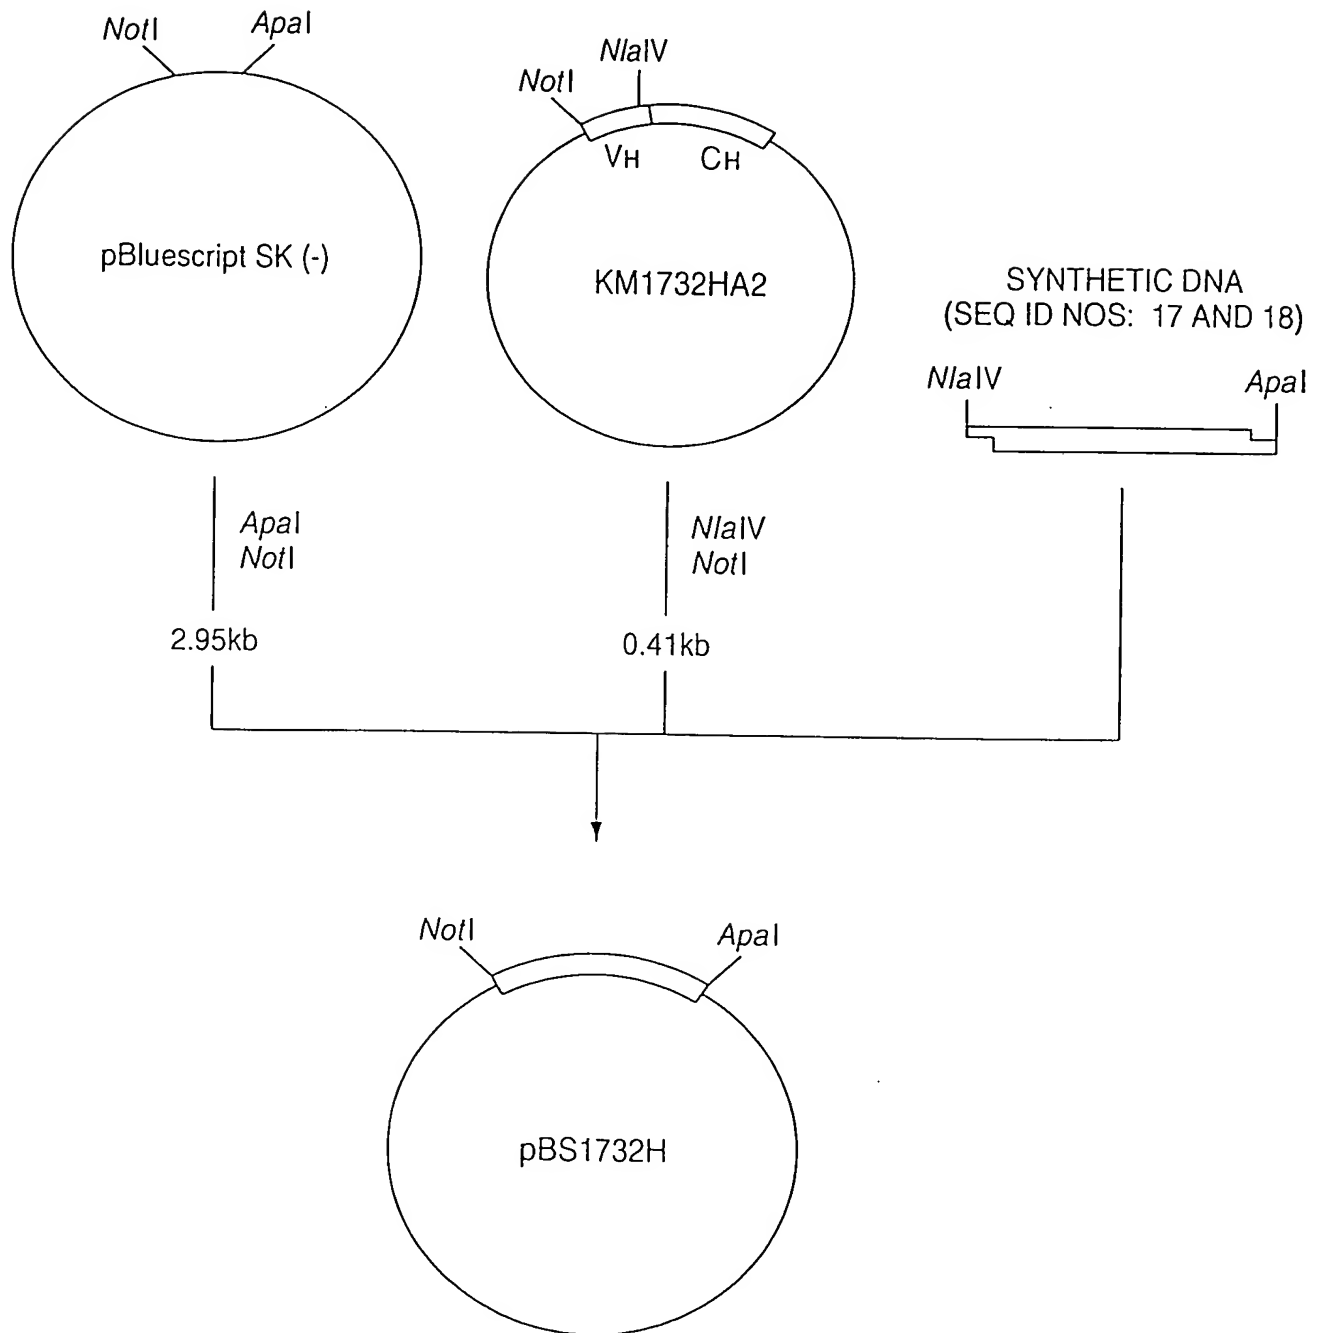 NotI
ApaI
pBluescript SK (-)
NotI
NlaIV
VH
CH
KM1732HA2
SYNTHETIC DNA
(SEQ ID NOS: 17 AND 18)
NlaIV
ApaI
ApaI
NotI
2.95kb
NlaIV
NotI
0.41kb
NotI
ApaI
pBS1732H